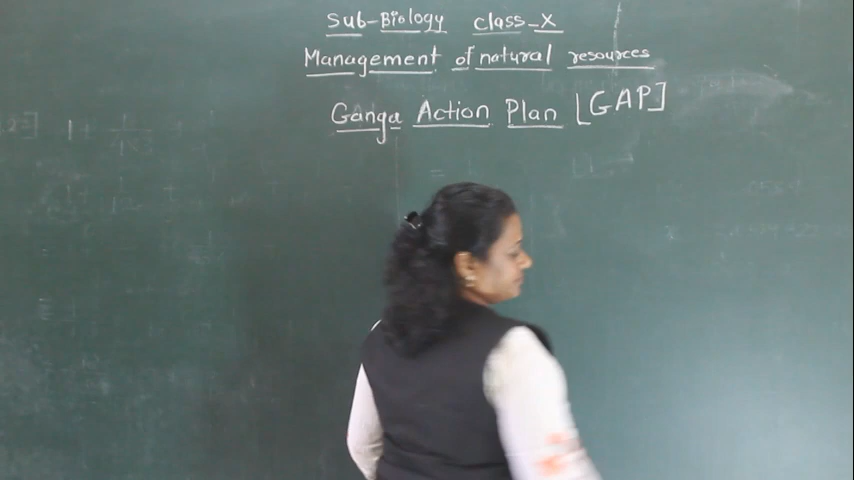 Sub-Biology class-X
Management of natural resources
Ganga Action Plan [GAP]